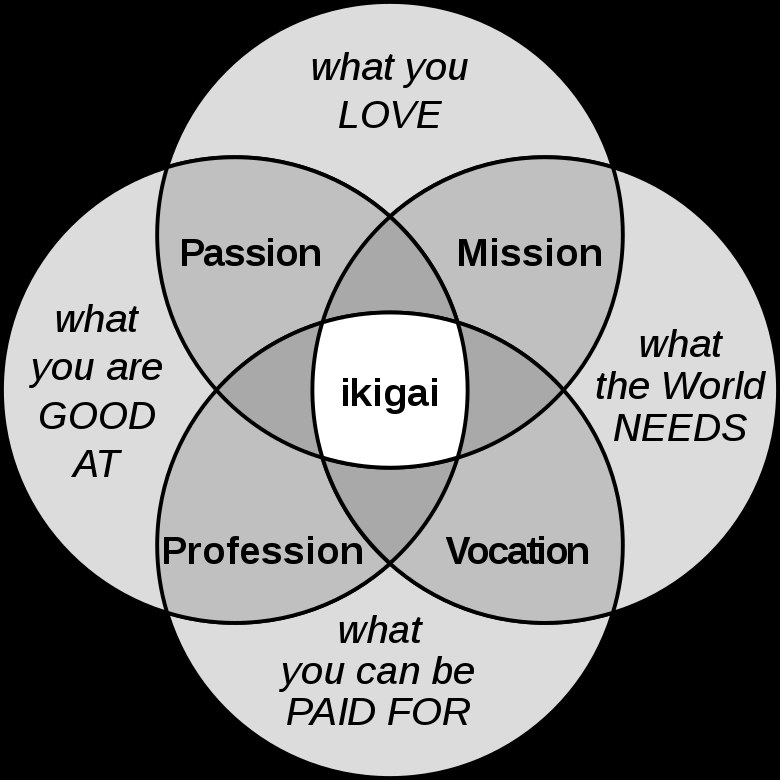 what you
LOVE
Passion
Mission
what
you are
GOOD
AT
ikigai
what
the World
NEEDS
Profession
Vocation
what
you can be
PAID FOR